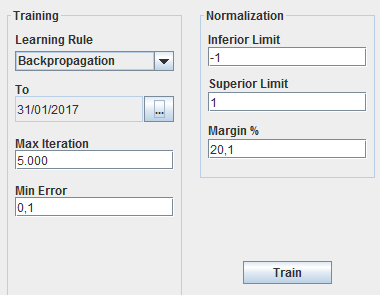 Training
Learning Rule
Backpropagation
To
31/01/2017
...
Max Iteration
5.000
Min Error
0,1
Normalization
Inferior Limit
-1
Superior Limit
1
Margin %
20,1
Train